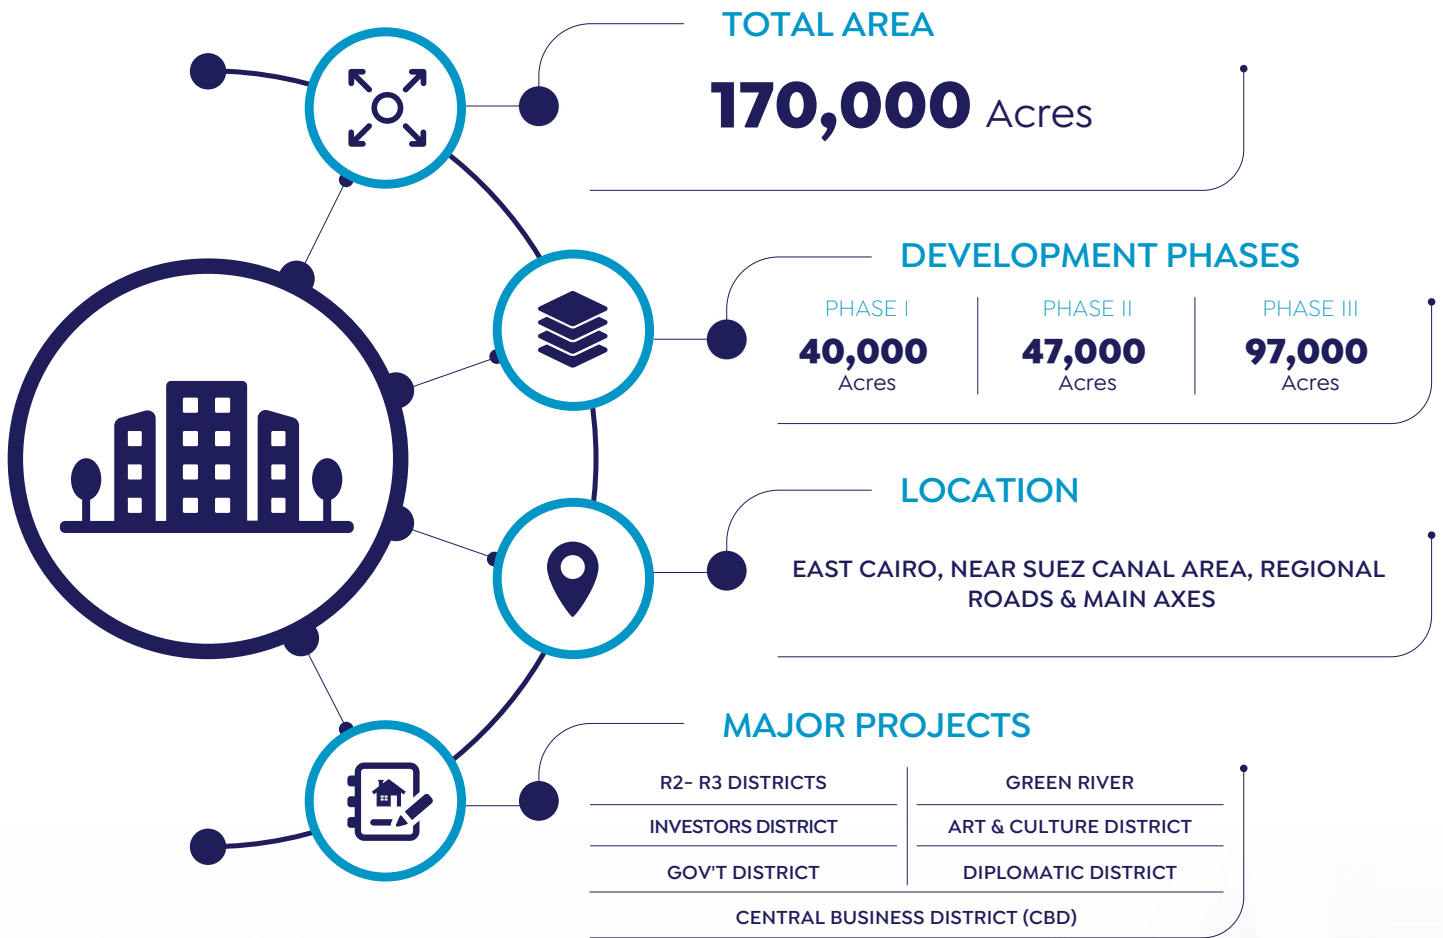 TOTAL AREA
170,000 Acres
DEVELOPMENT PHASES
PHASE I
40,000
Acres
PHASE II
47,000
Acres
PHASE III
97,000
Acres
LOCATION
EAST CAIRO, NEAR SUEZ CANAL AREA, REGIONAL
ROADS & MAIN AXES
MAJOR PROJECTS
R2- R3 DISTRICTS
GREEN RIVER
INVESTORS DISTRICT
ART & CULTURE DISTRICT
GOV'T DISTRICT
DIPLOMATIC DISTRICT
CENTRAL BUSINESS DISTRICT (CBD)